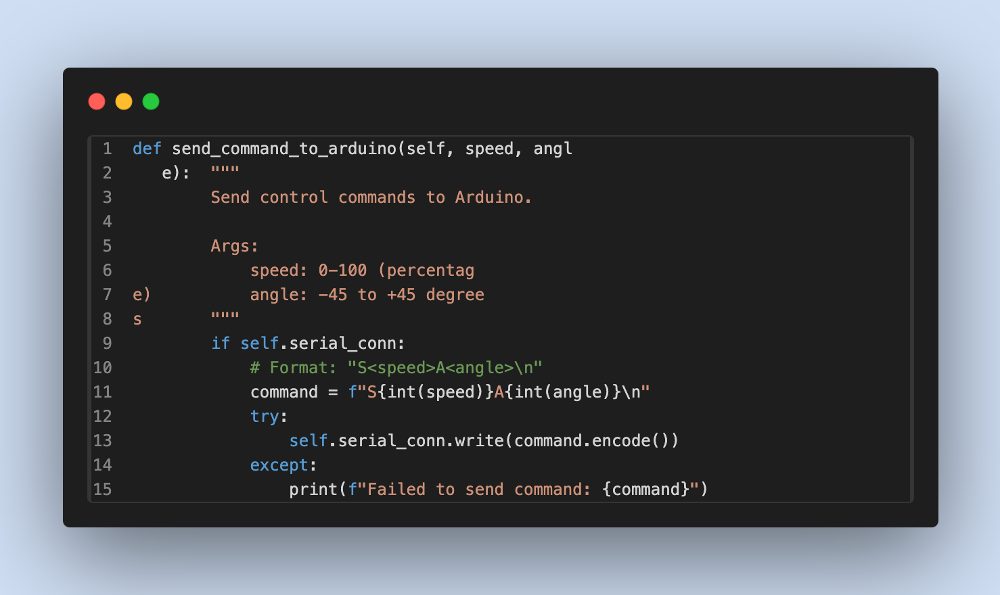 1 def send_command_to_arduino(self, speed, angl
2    e):  """
3         Send control commands to Arduino.
4
5         Args:
6             speed: 0-100 (percentag
7 e)          angle: -45 to +45 degree
8 s       """
9         if self.serial_conn:
10             # Format: "S<speed>A<angle>\n"
11             command = f"S{int(speed)}A{int(angle)}\n"
12             try:
13                 self.serial_conn.write(command.encode())
14             except:
15                 print(f"Failed to send command: {command}")